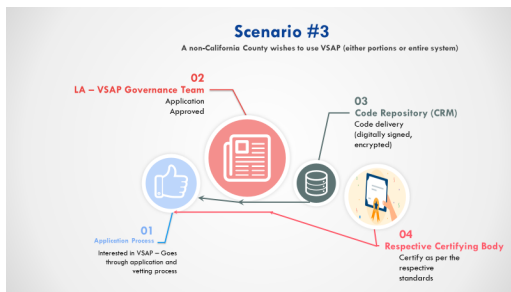 Scenario #3
A non-California County wishes to use VSAP (either portions or entire system)
02
LA – VSAP Governance Team
Application
Approved
03
Code Repository (CRM)
Code delivery
(digitally signed,
encrypted)
01
Application Process
Interested in VSAP – Goes
through application and
vetting process
04
Respective Certifying Body
Certify as per the
respective
standards